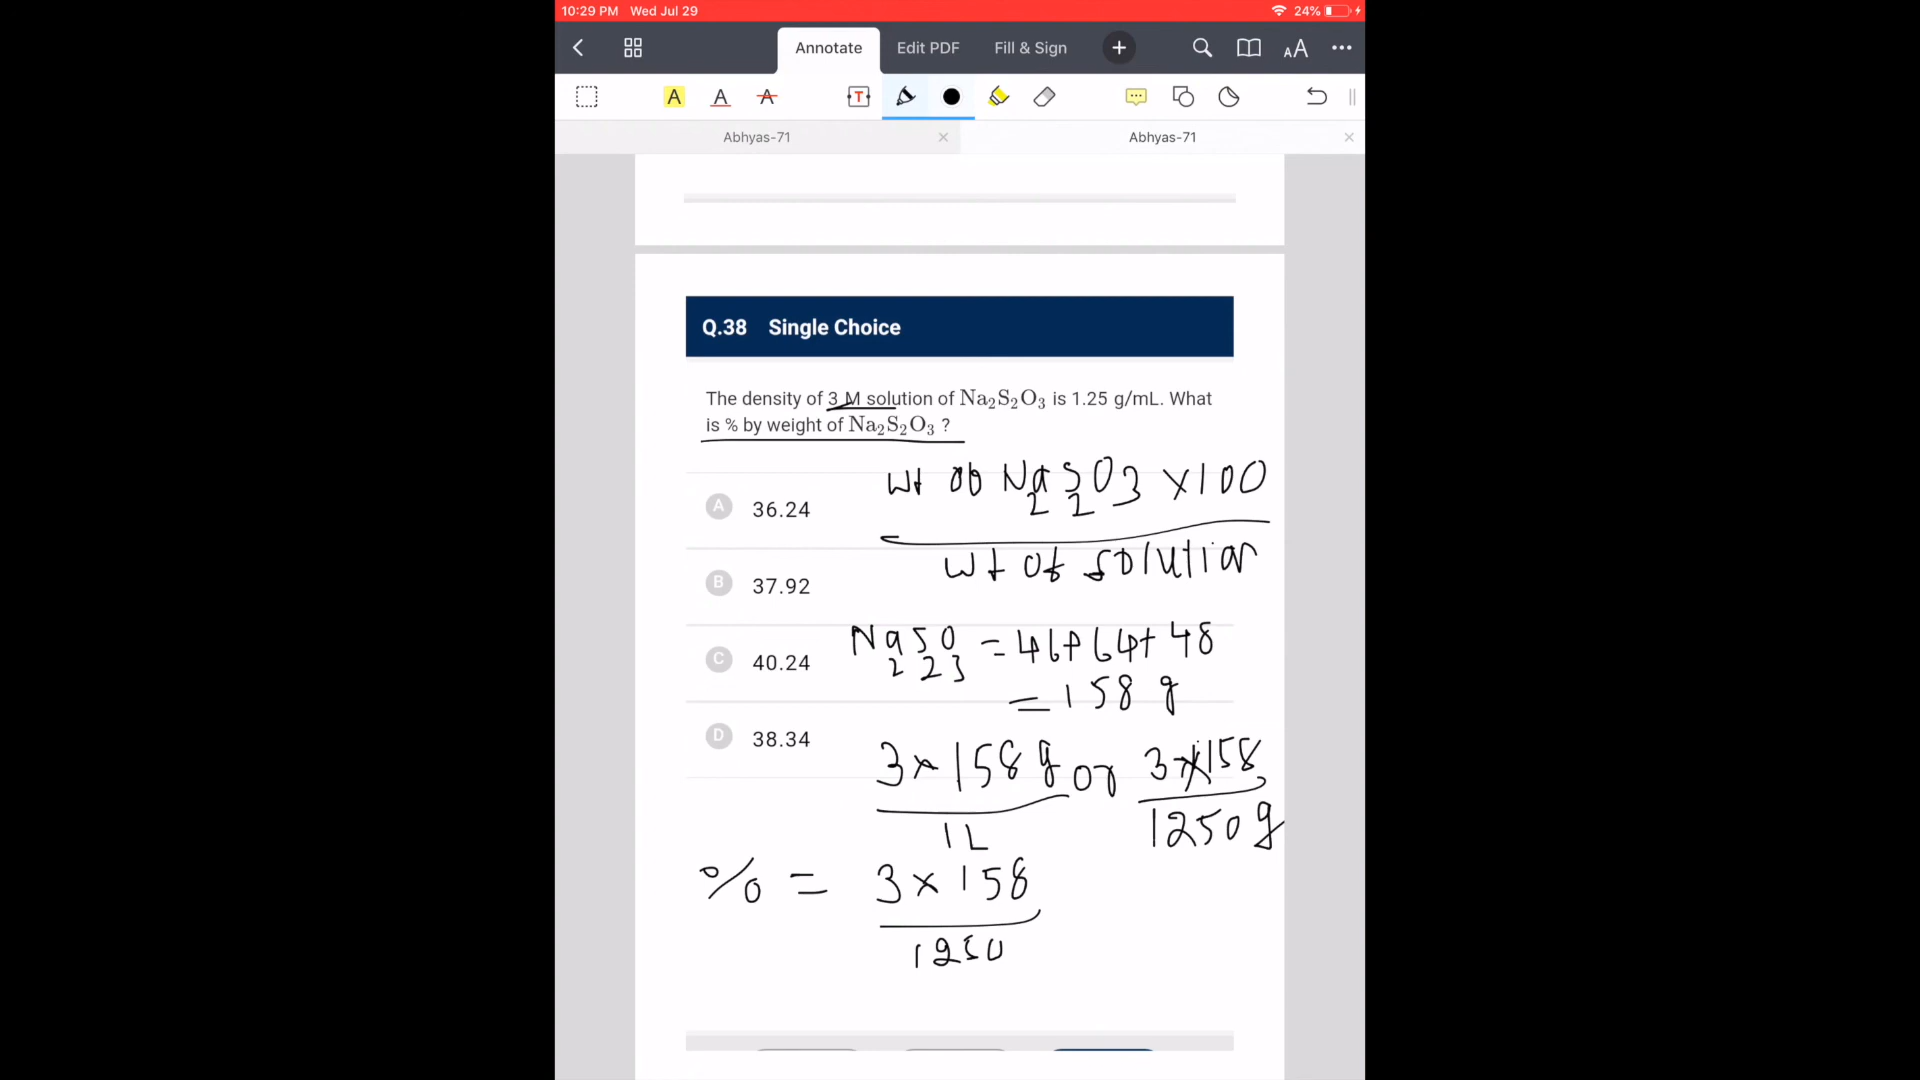 10:29 PM Wed Jul 29 24%
Annotate Edit PDF Fill & Sign
Abhyas-71 Abhyas-71
Q.38 Single Choice
The density of 3 M solution of Na₂S₂O₃ is 1.25 g/mL. What
is % by weight of Na₂S₂O₃ ?
wt of Na₂S₂O₃ ×100
wt of solution
A 36.24
B 37.92
C 40.24
D 38.34
Na₂S₂O₃ = 46+64+48
= 158 g
3×158 g or 3×158
1L 1250 g
% = 3×158
1250